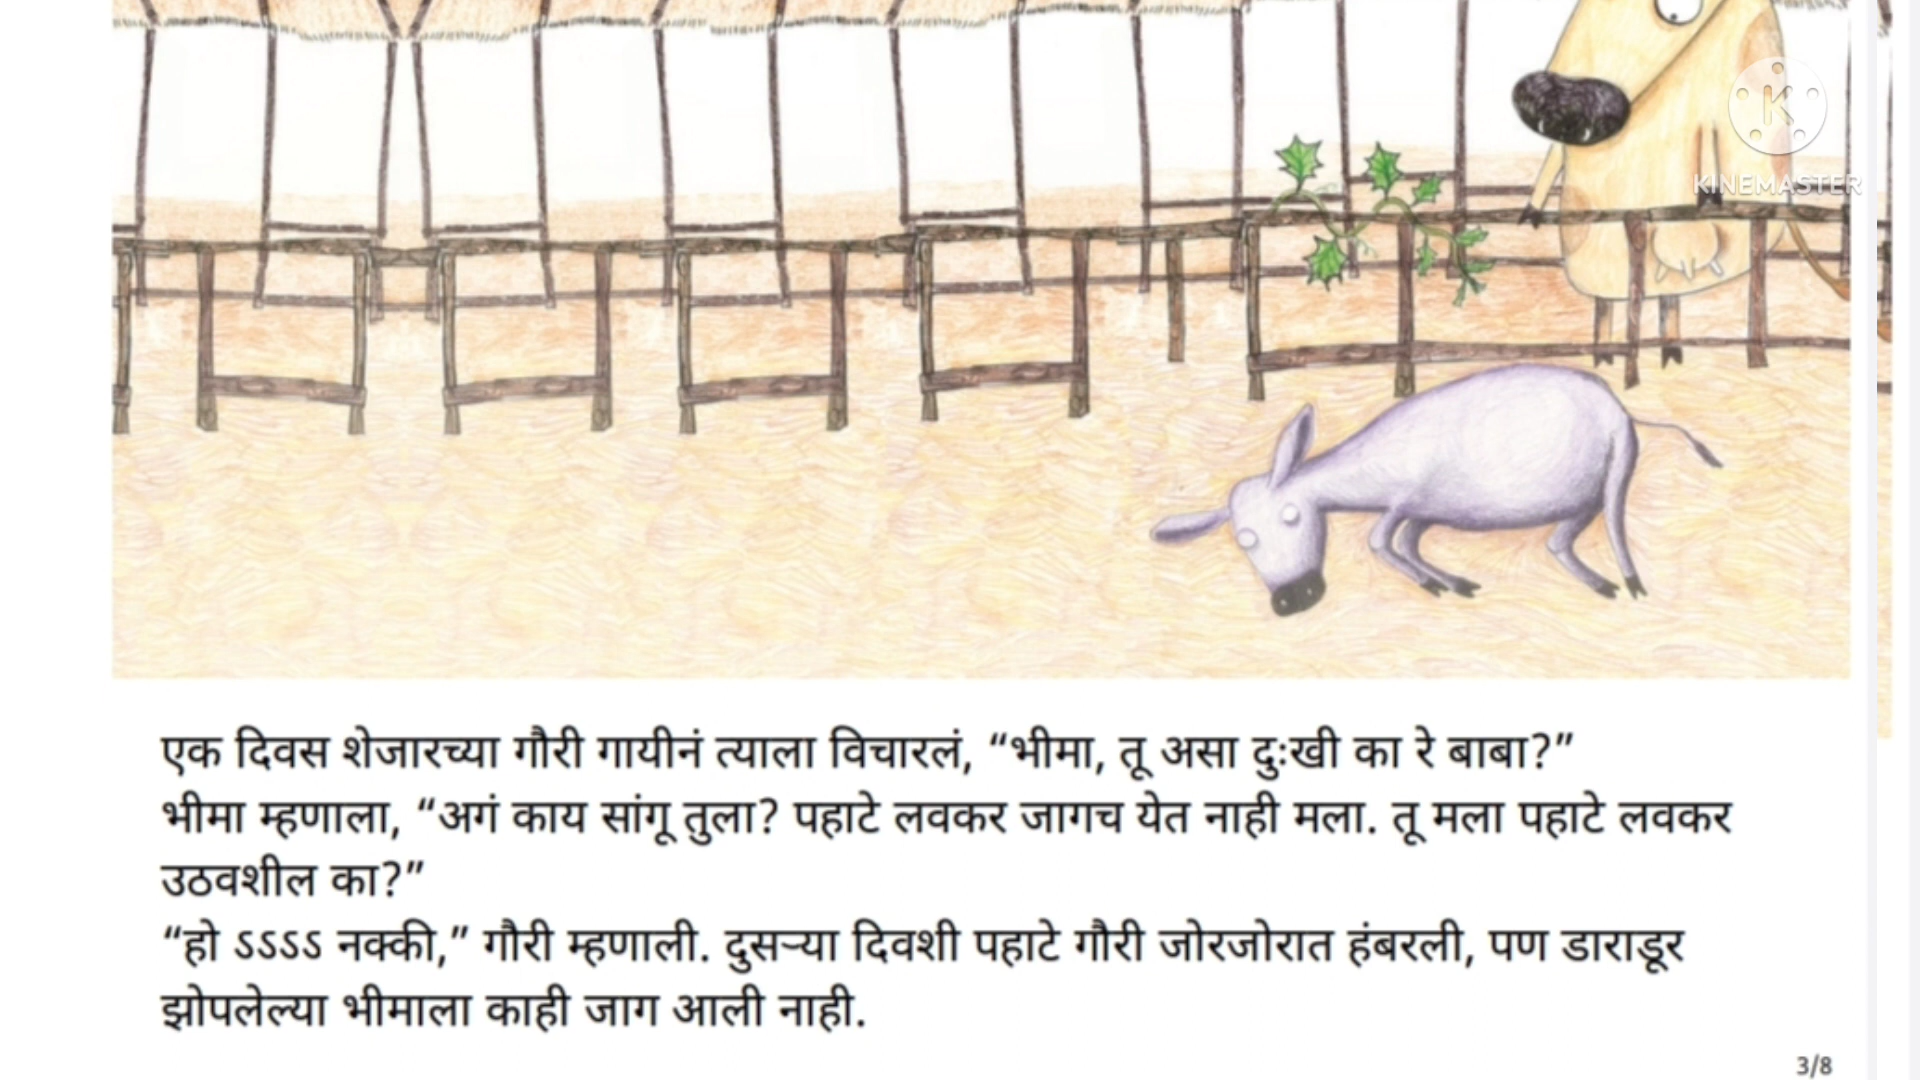 KINEMASTER
एक दिवस शेजारच्या गौरी गायीनं त्याला विचारलं, “भीमा, तू असा दुःखी का रे बाबा?”
भीमा म्हणाला, “अगं काय सांगू तुला? पहाटे लवकर जागच येत नाही मला. तू मला पहाटे लवकर
उठवशील का?”
“हो ऽऽऽऽ नक्की,” गौरी म्हणाली. दुसऱ्या दिवशी पहाटे गौरी जोरजोरात हंबरली, पण डाराडूर
झोपलेल्या भीमाला काही जाग आली नाही.
3/8